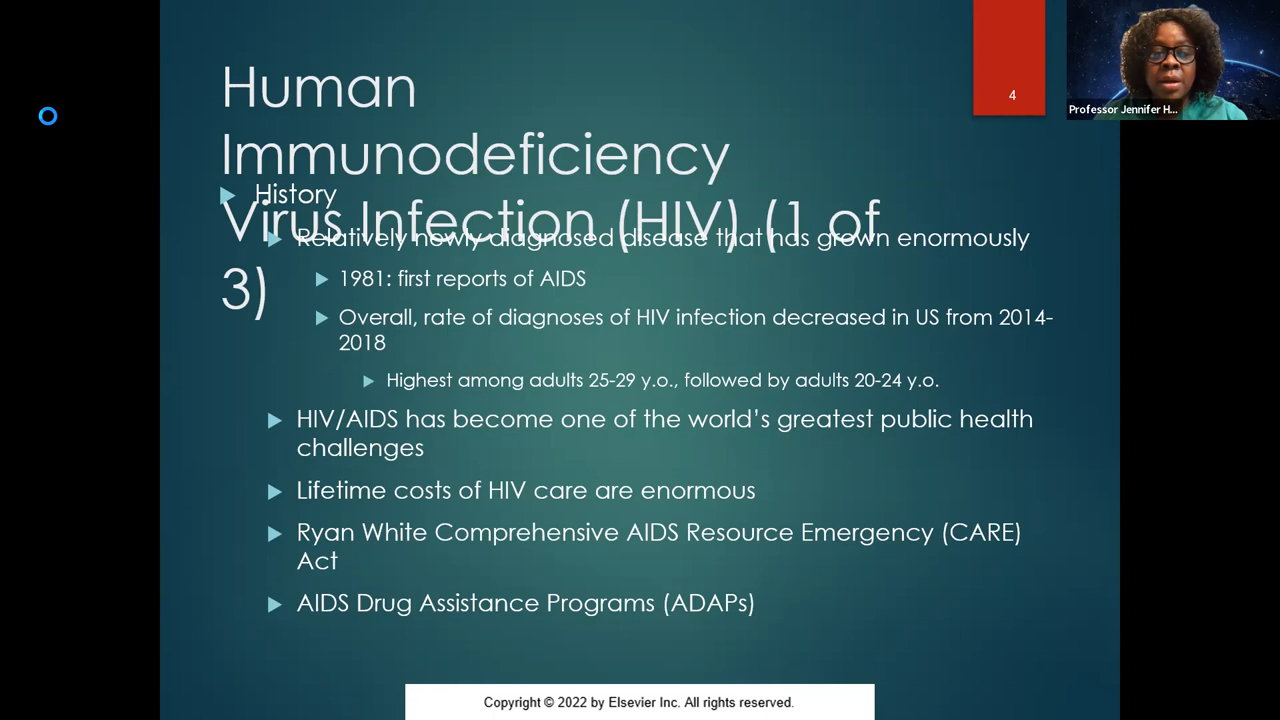 Human
Immunodeficiency
Virus Infection (HIV) (1 of
3)
4
Professor Jennifer H...
History
Relatively newly diagnosed disease that has grown enormously
1981: first reports of AIDS
Overall, rate of diagnoses of HIV infection decreased in US from 2014-
2018
Highest among adults 25-29 y.o., followed by adults 20-24 y.o.
HIV/AIDS has become one of the world's greatest public health
challenges
Lifetime costs of HIV care are enormous
Ryan White Comprehensive AIDS Resource Emergency (CARE)
Act
AIDS Drug Assistance Programs (ADAPs)
Copyright © 2022 by Elsevier Inc. All rights reserved.